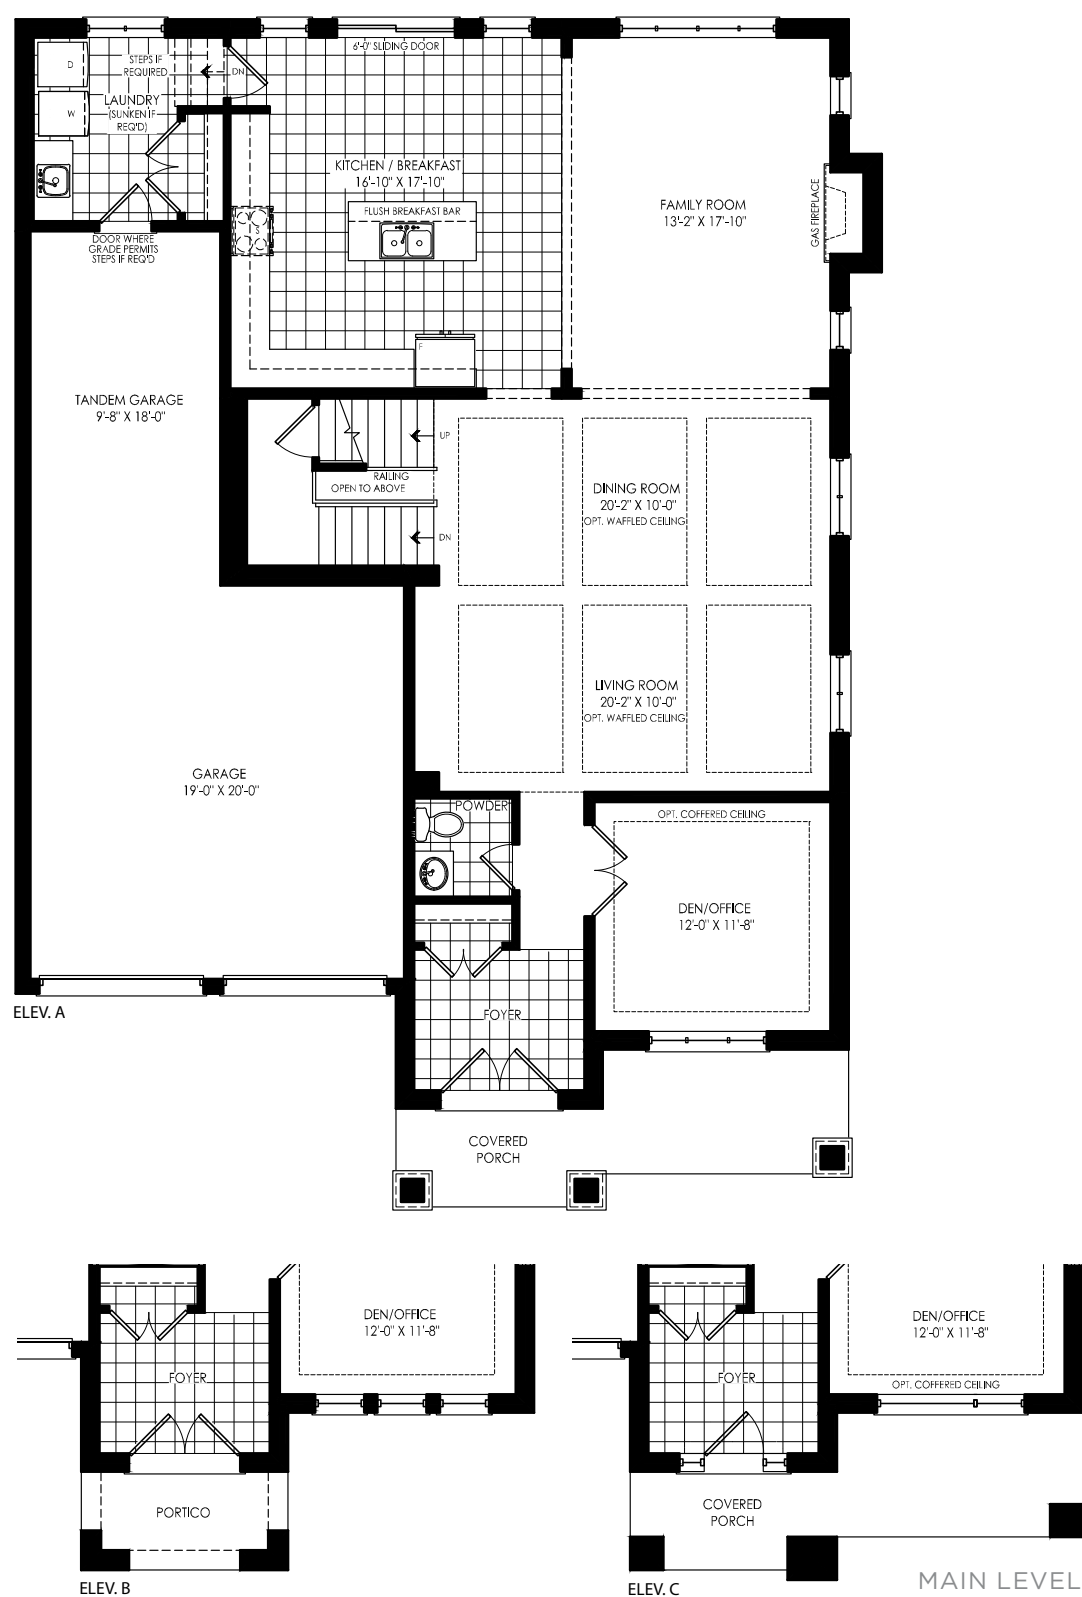 6'-0" SLIDING DOOR
D
STEPS IF
REQUIRED
DN
LAUNDRY
(SUNKEN IF
REQ'D)
W
KITCHEN / BREAKFAST
16'-10" X 17'-10"
FLUSH BREAKFAST BAR
S
F
FAMILY ROOM
13'-2" X 17'-10"
GAS FIREPLACE
DOOR WHERE
GRADE PERMITS
STEPS IF REQ'D
TANDEM GARAGE
9'-8" X 18'-0"
UP
RAILING
OPEN TO ABOVE
DN
DINING ROOM
20'-2" X 10'-0"
OPT. WAFFLED CEILING
LIVING ROOM
20'-2" X 10'-0"
OPT. WAFFLED CEILING
GARAGE
19'-0" X 20'-0"
POWDER
OPT. COFFERED CEILING
DEN/OFFICE
12'-0" X 11'-8"
FOYER
ELEV. A
COVERED
PORCH
DEN/OFFICE
12'-0" X 11'-8"
FOYER
PORTICO
ELEV. B
DEN/OFFICE
12'-0" X 11'-8"
OPT. COFFERED CEILING
FOYER
COVERED
PORCH
ELEV. C
MAIN LEVEL